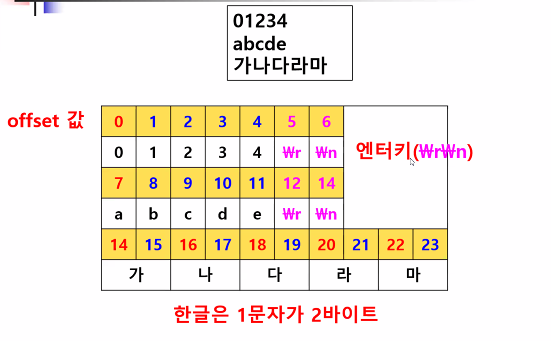 01234
abcde
가나다라마
offset 값
0 1 2 3 4 5 6
0 1 2 3 4 ₩r ₩n
엔터키(₩r₩n)
7 8 9 10 11 12 14
a b c d e ₩r ₩n
14 15 16 17 18 19 20 21 22 23
가 나 다 라 마
한글은 1문자가 2바이트